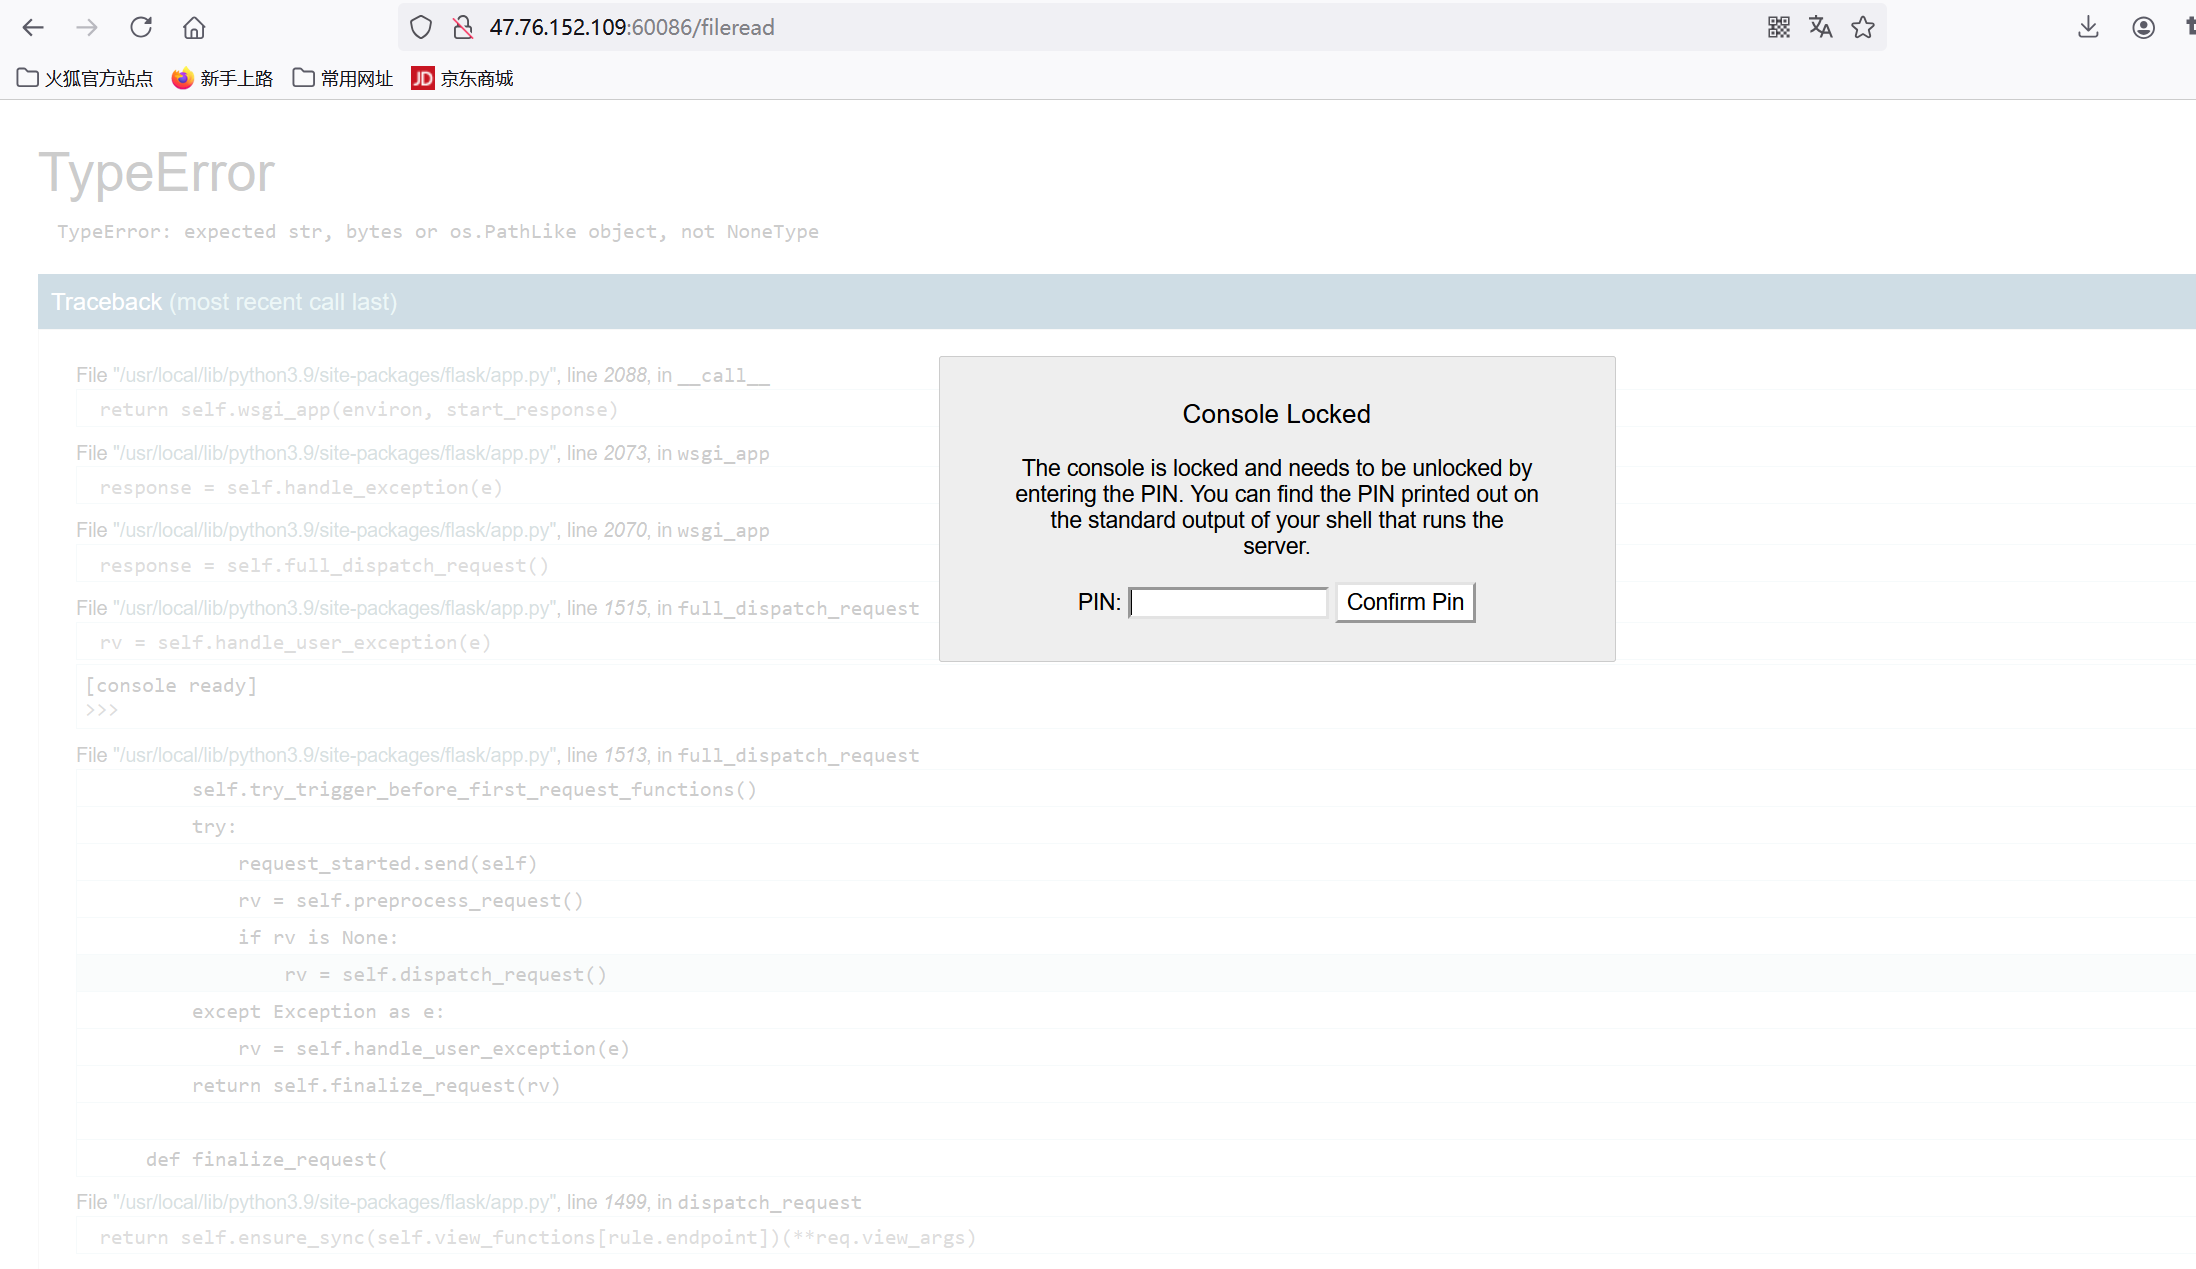 47.76.152.109:60086/fileread
火狐官方站点 新手上路 常用网址 JD 京东商城
TypeError
TypeError: expected str, bytes or os.PathLike object, not NoneType
Traceback (most recent call last)
File "/usr/local/lib/python3.9/site-packages/flask/app.py", line 2088, in __call__
return self.wsgi_app(environ, start_response)
File "/usr/local/lib/python3.9/site-packages/flask/app.py", line 2073, in wsgi_app
response = self.handle_exception(e)
File "/usr/local/lib/python3.9/site-packages/flask/app.py", line 2070, in wsgi_app
response = self.full_dispatch_request()
File "/usr/local/lib/python3.9/site-packages/flask/app.py", line 1515, in full_dispatch_request
rv = self.handle_user_exception(e)
[console ready]
>>>
File "/usr/local/lib/python3.9/site-packages/flask/app.py", line 1513, in full_dispatch_request
self.try_trigger_before_first_request_functions()
try:
request_started.send(self)
rv = self.preprocess_request()
if rv is None:
rv = self.dispatch_request()
except Exception as e:
rv = self.handle_user_exception(e)
return self.finalize_request(rv)
def finalize_request(
File "/usr/local/lib/python3.9/site-packages/flask/app.py", line 1499, in dispatch_request
return self.ensure_sync(self.view_functions[rule.endpoint])(**req.view_args)
Console Locked
The console is locked and needs to be unlocked by
entering the PIN. You can find the PIN printed out on
the standard output of your shell that runs the
server.
PIN: Confirm Pin